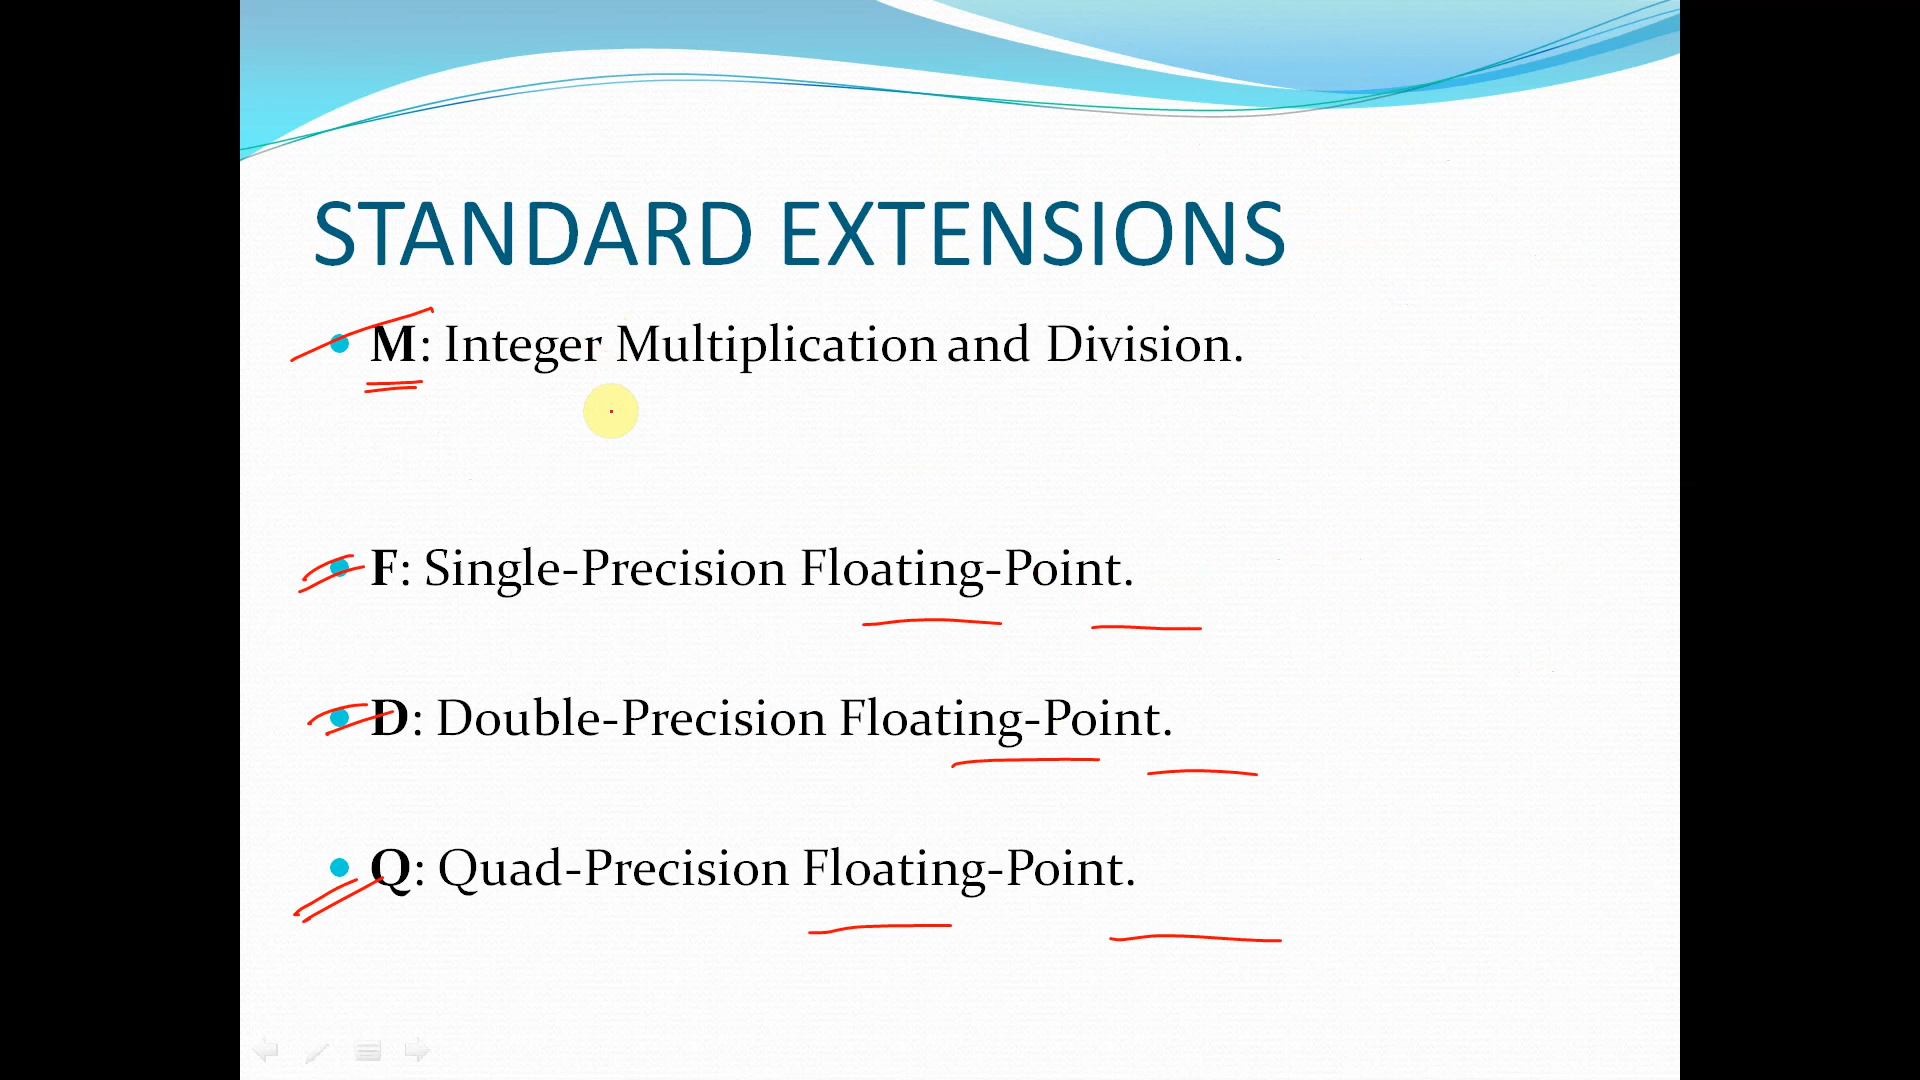 STANDARD EXTENSIONS
M: Integer Multiplication and Division.
F: Single-Precision Floating-Point.
D: Double-Precision Floating-Point.
Q: Quad-Precision Floating-Point.